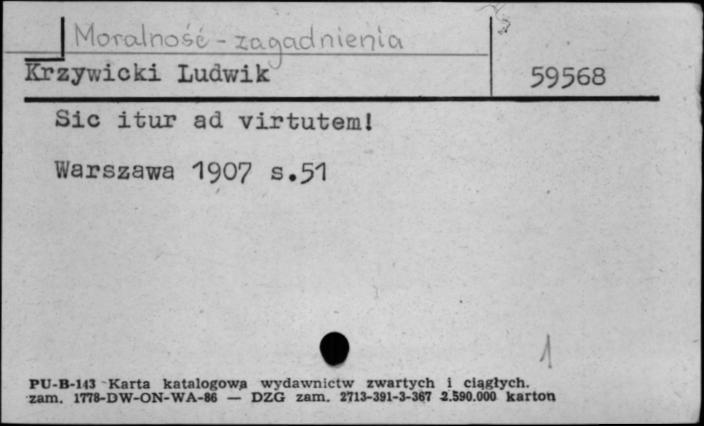 Moralność - zagadnienia
Krzywicki Ludwik 59568
Sic itur ad virtutem!
Warszawa 1907 s.51
1
PU-B-143 Karta katalogowa wydawnictw zwartych i ciągłych.
zam. 1778-DW-ON-WA-86 — DZG zam. 2713-391-3-367 2.590.000 karton